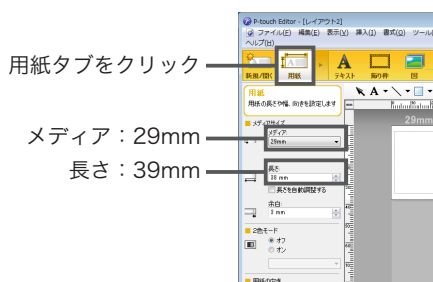 P-touch Editor - [レイアウト2]
ファイル(F) 編集(E) 表示(V) 挿入(I) 書式(O) ツール
ヘルプ(H)
用紙タブをクリック
新規/開く 用紙 テキスト 飾り枠 図
用紙
用紙の長さや幅、向きを設定します
メディアサイズ
メディア:
29mm
29mm
メディア：29mm
長さ:
38 mm
長さ：39mm
長さを自動調整する
余白:
3 mm
2色モード
オフ
オン
用紙の向き